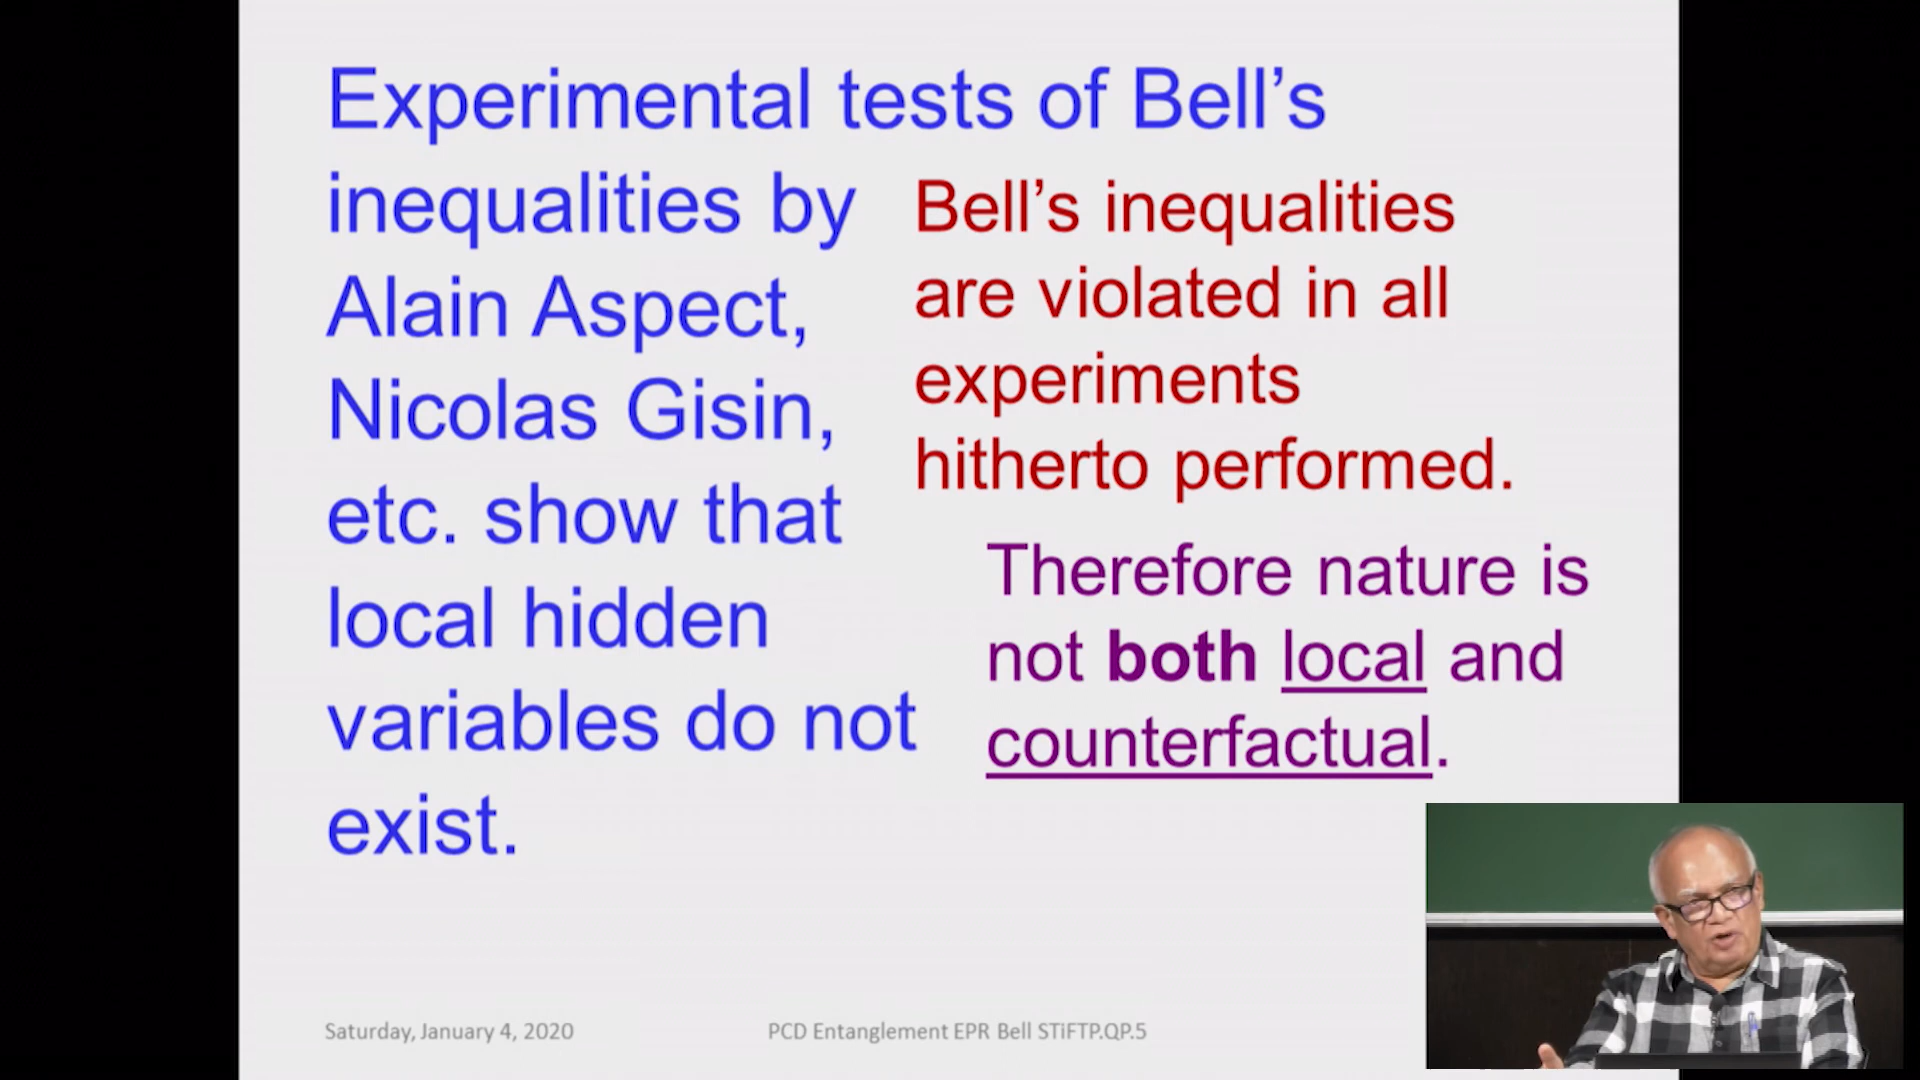 Experimental tests of Bell’s
inequalities by
Alain Aspect,
Nicolas Gisin,
etc. show that
local hidden
variables do not
exist.
Bell’s inequalities
are violated in all
experiments
hitherto performed.
Therefore nature is
not both local and
counterfactual.
Saturday, January 4, 2020
PCD Entanglement EPR Bell STiFTP.QP.5